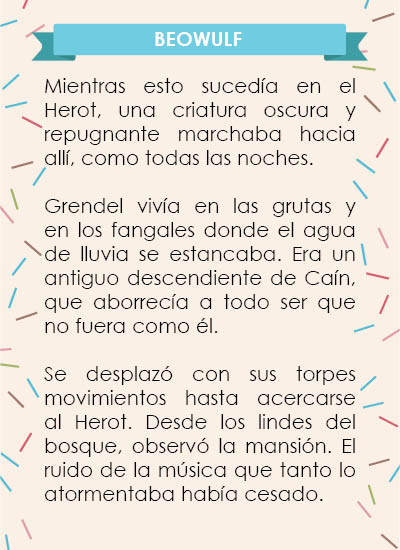 BEOWULF
Mientras esto sucedía en el
Herot, una criatura oscura y
repugnante marchaba hacia
allí, como todas las noches.
Grendel vivía en las grutas y
en los fangales donde el agua
de lluvia se estancaba. Era un
antiguo descendiente de Caín,
que aborrecía a todo ser que
no fuera como él.
Se desplazó con sus torpes
movimientos hasta acercarse
al Herot. Desde los lindes del
bosque, observó la mansión. El
ruido de la música que tanto lo
atormentaba había cesado.